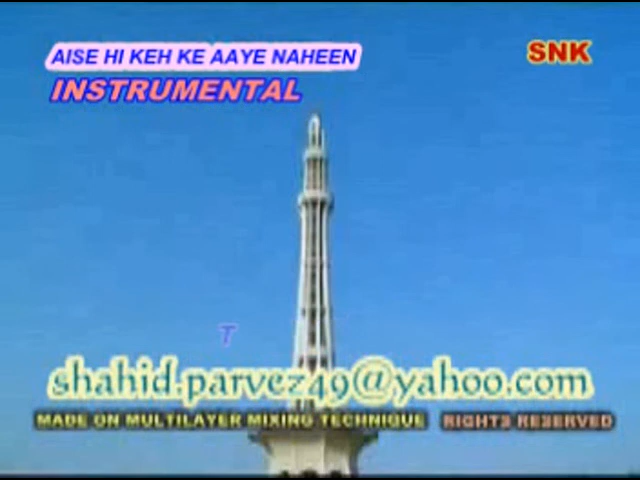 AISE HI KEH KE AAYE NAHEEN
SNK
INSTRUMENTAL
T
shahid.parvez49@yahoo.com
MADE ON MULTILAYER MIXING TECHNIQUE RIGHTS RESERVED